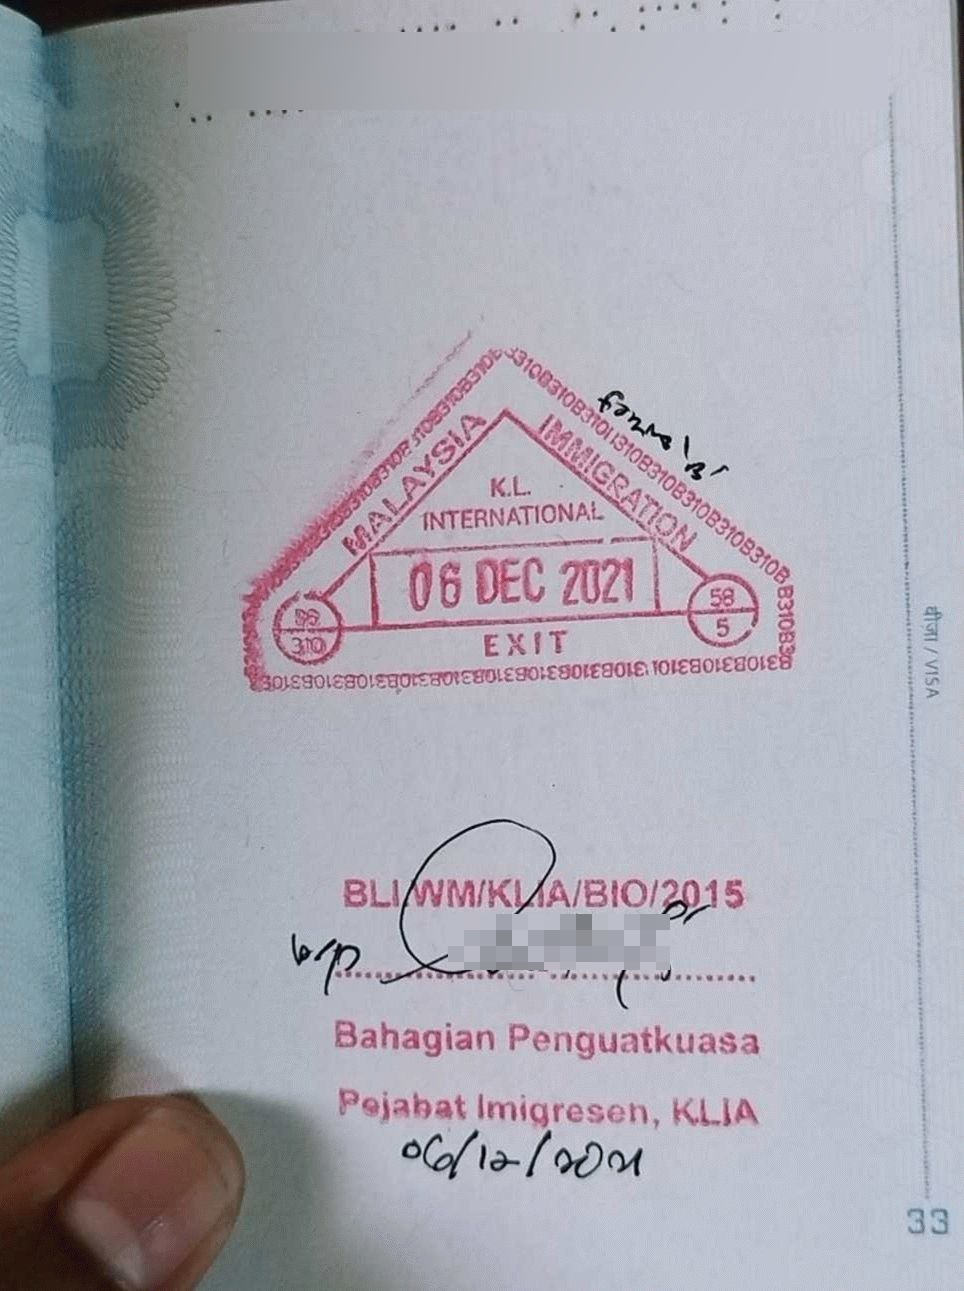 MALAYSIA IMMIGRATION
K.L.
INTERNATIONAL
06 DEC 2021
58
5
310
EXIT
BLI/WM/KLIA/BIO/2015
Bahagian Penguatkuasa
Pejabat Imigresen, KLIA
06/12/2021
वीज़ा / VISA
33